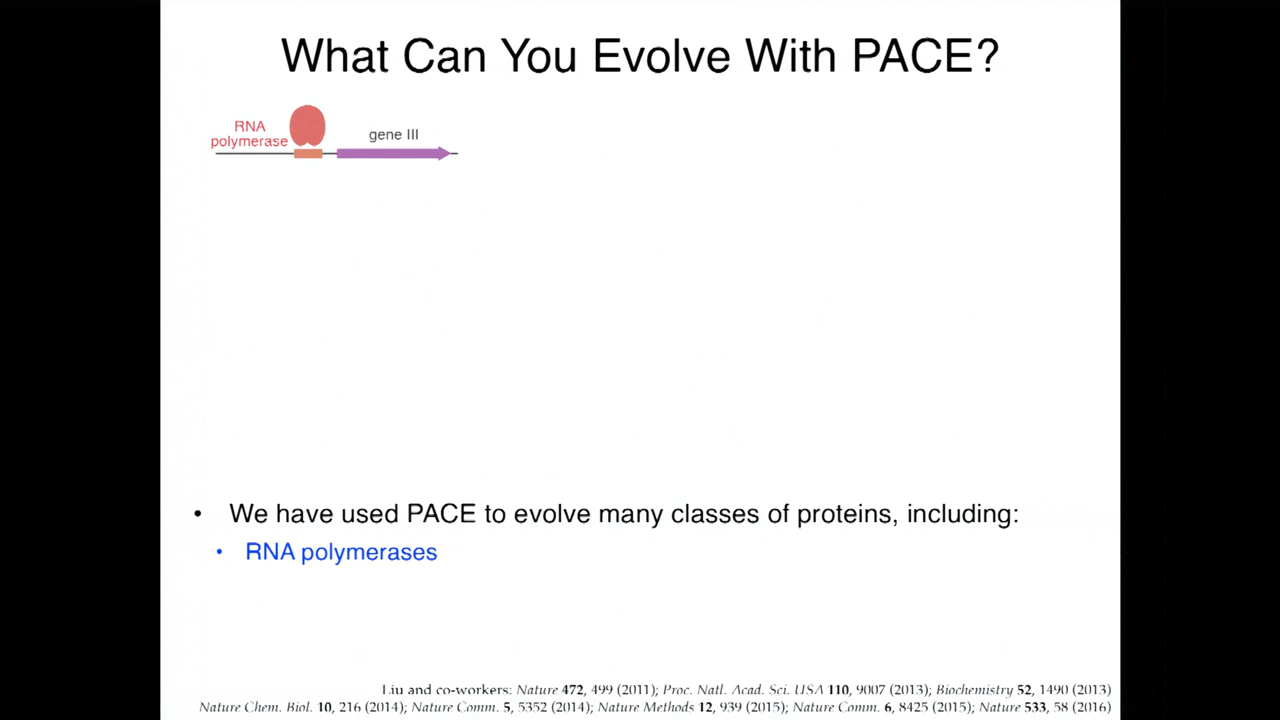 What Can You Evolve With PACE?
RNA
polymerase
gene III
• We have used PACE to evolve many classes of proteins, including:
• RNA polymerases
Liu and co-workers: Nature 472, 499 (2011); Proc. Natl. Acad. Sci. USA 110, 9007 (2013); Biochemistry 52, 1490 (2013)
Nature Chem. Biol. 10, 216 (2014); Nature Comm. 5, 5352 (2014); Nature Methods 12, 939 (2015); Nature Comm. 6, 8425 (2015); Nature 533, 58 (2016)